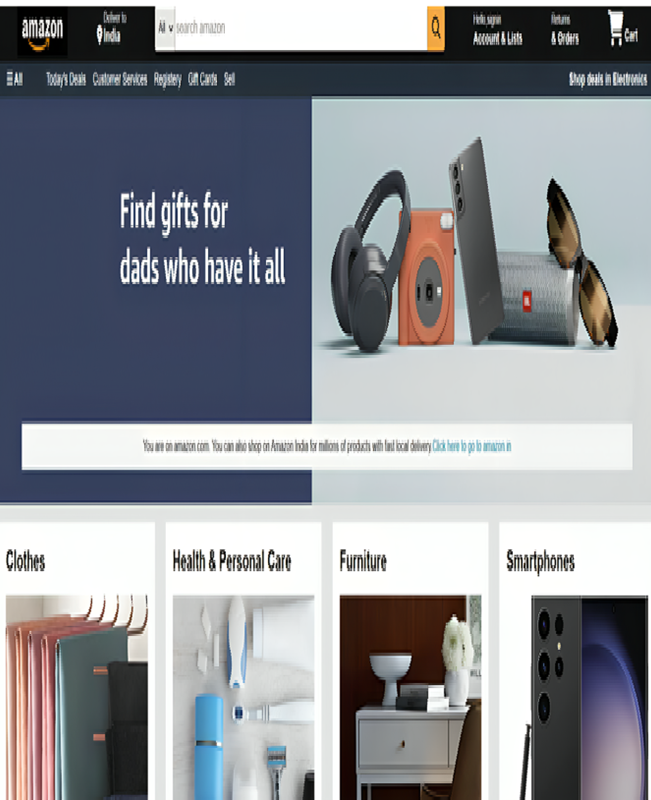 amazon
Deliver to
India
All
search amazon
Hello, signin
Account & Lists
Returns
& Orders
Cart
All Today's Deals Customer Services Registery Gift Cards Sell
Shop deals in Electronics
Find gifts for
dads who have it all
JBL
You are on amazon.com. You can also shop on Amazon India for millions of products with fast local delivery. Click here to go to amazon.in
Clothes
Health & Personal Care
Furniture
Smartphones